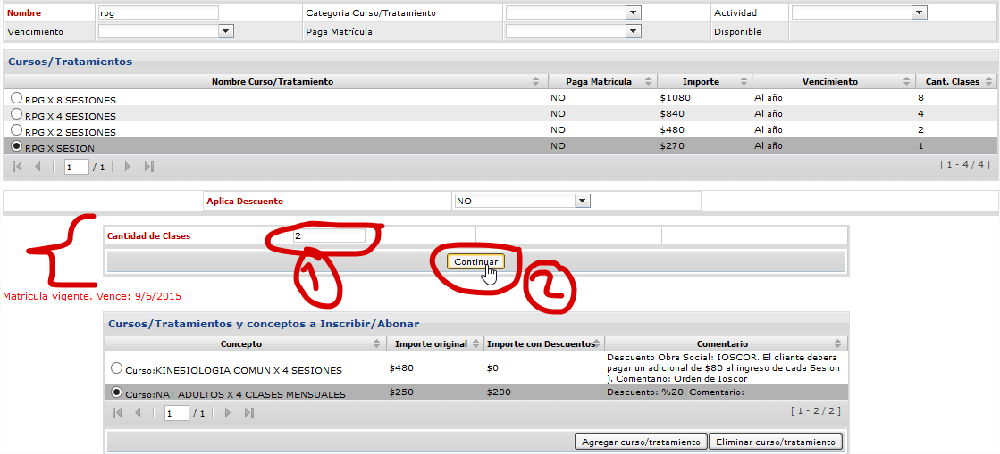 Nombre rpg Categoria Curso/Tratamiento Actividad
Vencimiento Paga Matrícula Disponible
Cursos/Tratamientos
Nombre Curso/Tratamiento Paga Matrícula Importe Vencimiento Cant. Clases
RPG X 8 SESIONES NO $1080 Al año 8
RPG X 4 SESIONES NO $840 Al año 4
RPG X 2 SESIONES NO $480 Al año 2
RPG X SESION NO $270 Al año 1
1 / 1 [ 1 - 4 / 4 ]
Aplica Descuento NO
Cantidad de Clases 2
Continuar
1 2
Matricula vigente. Vence: 9/6/2015
Cursos/Tratamientos y conceptos a Inscribir/Abonar
Concepto Importe original Importe con Descuentos Comentario
Curso:KINESIOLOGIA COMUN X 4 SESIONES $480 $0 Descuento Obra Social: IOSCOR. El cliente debera
pagar un adicional de $80 al ingreso de cada Sesion
). Comentario: Orden de Ioscor
Curso:NAT ADULTOS X 4 CLASES MENSUALES $250 $200 Descuento: %20. Comentario:
1 / 1 [ 1 - 2 / 2 ]
Agregar curso/tratamiento Eliminar curso/tratamiento